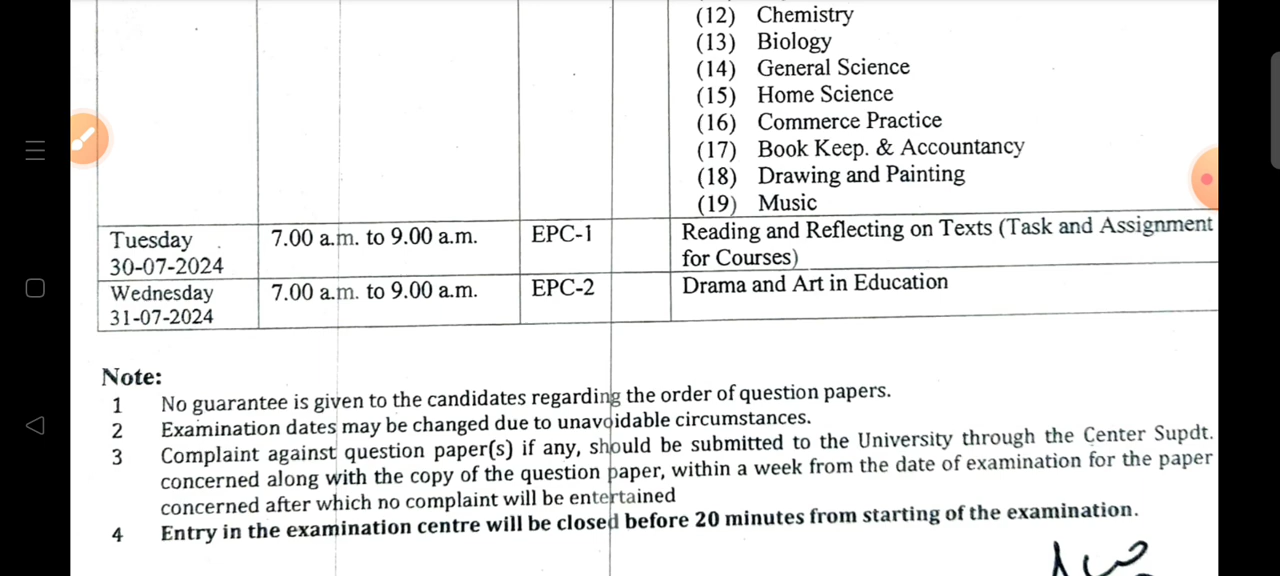 (12) Chemistry
(13) Biology
(14) General Science
(15) Home Science
(16) Commerce Practice
(17) Book Keep. & Accountancy
(18) Drawing and Painting
(19) Music
Tuesday 7.00 a.m. to 9.00 a.m. EPC-1 Reading and Reflecting on Texts (Task and Assignment
30-07-2024 for Courses)
Wednesday 7.00 a.m. to 9.00 a.m. EPC-2 Drama and Art in Education
31-07-2024
Note:
1 No guarantee is given to the candidates regarding the order of question papers.
2 Examination dates may be changed due to unavoidable circumstances.
3 Complaint against question paper(s) if any, should be submitted to the University through the Center Supdt.
concerned along with the copy of the question paper, within a week from the date of examination for the paper
concerned after which no complaint will be entertained
4 Entry in the examination centre will be closed before 20 minutes from starting of the examination.